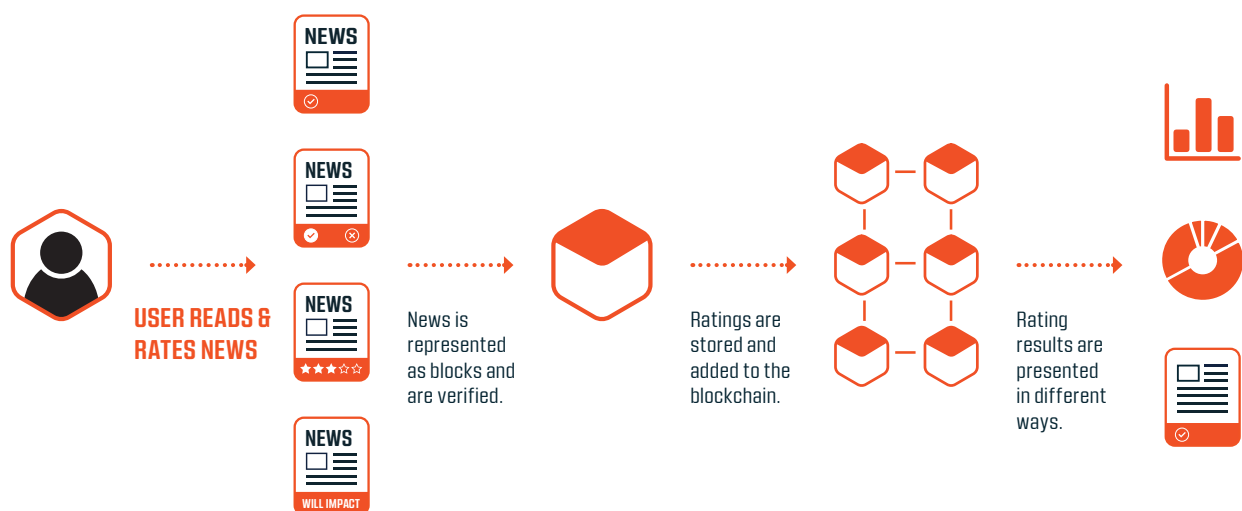 NEWS
NEWS
NEWS
NEWS
WILL IMPACT
USER READS &
RATES NEWS
News is
represented
as blocks and
are verified.
Ratings are
stored and
added to the
blockchain.
Rating
results are
presented
in different
ways.